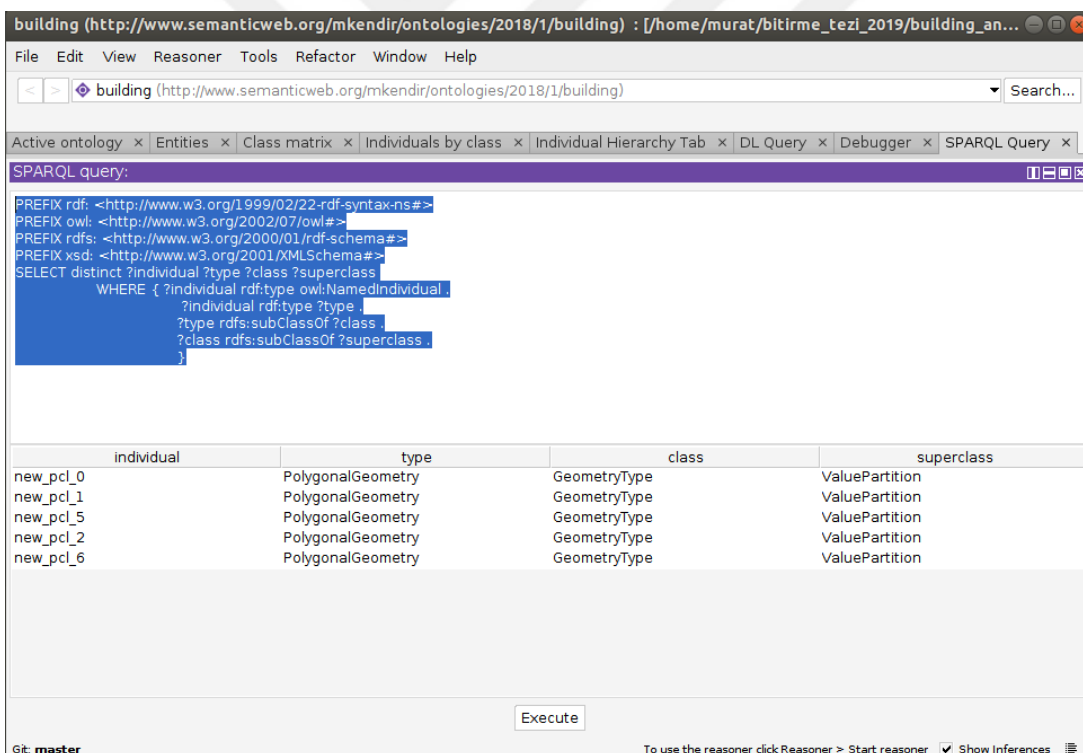 building (http://www.semanticweb.org/mkendir/ontologies/2018/1/building) : [/home/murat/bitirme_tezi_2019/building_an...
File Edit View Reasoner Tools Refactor Window Help
< > building (http://www.semanticweb.org/mkendir/ontologies/2018/1/building) Search...
Active ontology × Entities × Class matrix × Individuals by class × Individual Hierarchy Tab × DL Query × Debugger × SPARQL Query ×
SPARQL query:
PREFIX rdf: <http://www.w3.org/1999/02/22-rdf-syntax-ns#>
PREFIX owl: <http://www.w3.org/2002/07/owl#>
PREFIX rdfs: <http://www.w3.org/2000/01/rdf-schema#>
PREFIX xsd: <http://www.w3.org/2001/XMLSchema#>
SELECT distinct ?individual ?type ?class ?superclass
WHERE { ?individual rdf:type owl:NamedIndividual .
?individual rdf:type ?type .
?type rdfs:subClassOf ?class .
?class rdfs:subClassOf ?superclass .
}
individual type class superclass
new_pcl_0 PolygonalGeometry GeometryType ValuePartition
new_pcl_1 PolygonalGeometry GeometryType ValuePartition
new_pcl_5 PolygonalGeometry GeometryType ValuePartition
new_pcl_2 PolygonalGeometry GeometryType ValuePartition
new_pcl_6 PolygonalGeometry GeometryType ValuePartition
Execute
Git: master To use the reasoner click Reasoner > Start reasoner Show Inferences